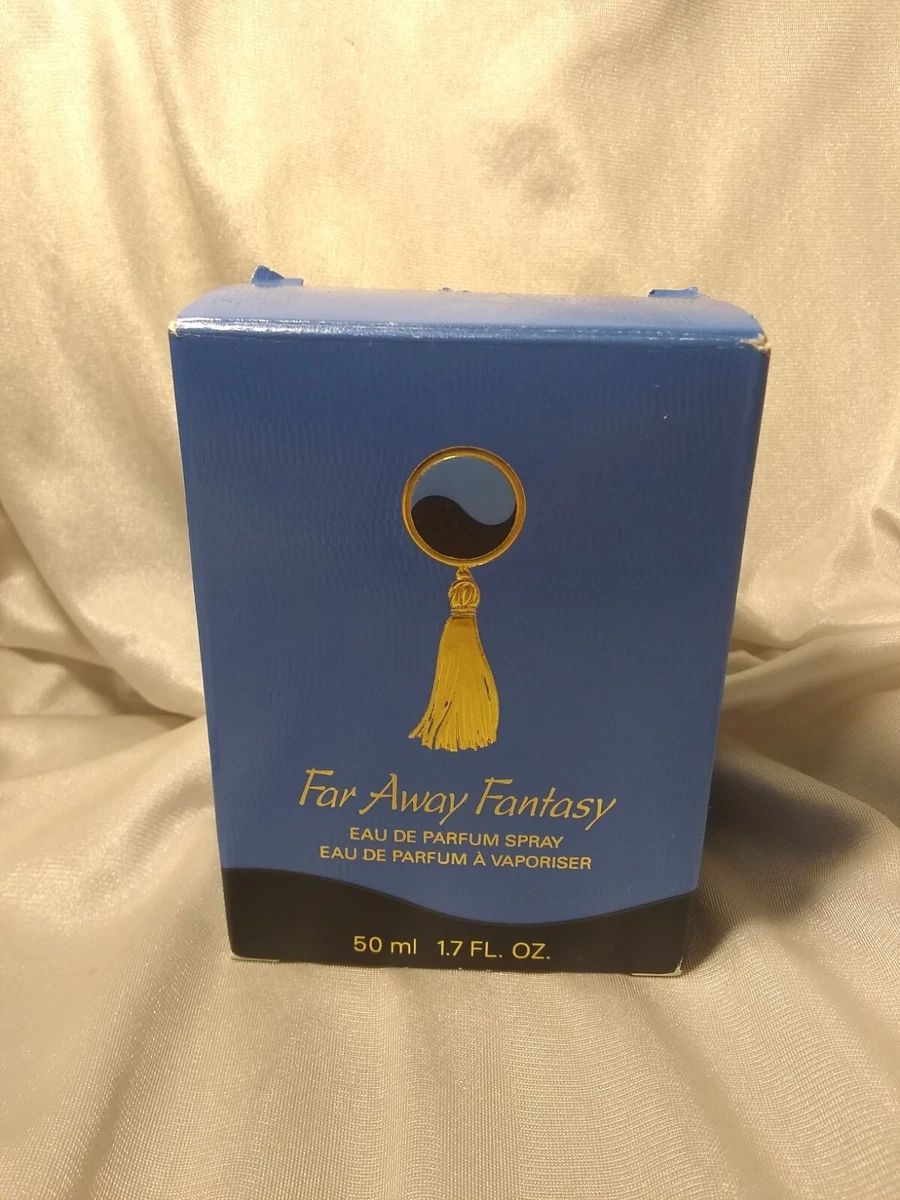 Far Away Fantasy
EAU DE PARFUM SPRAY
EAU DE PARFUM À VAPORISER
50 ml 1.7 FL. OZ.